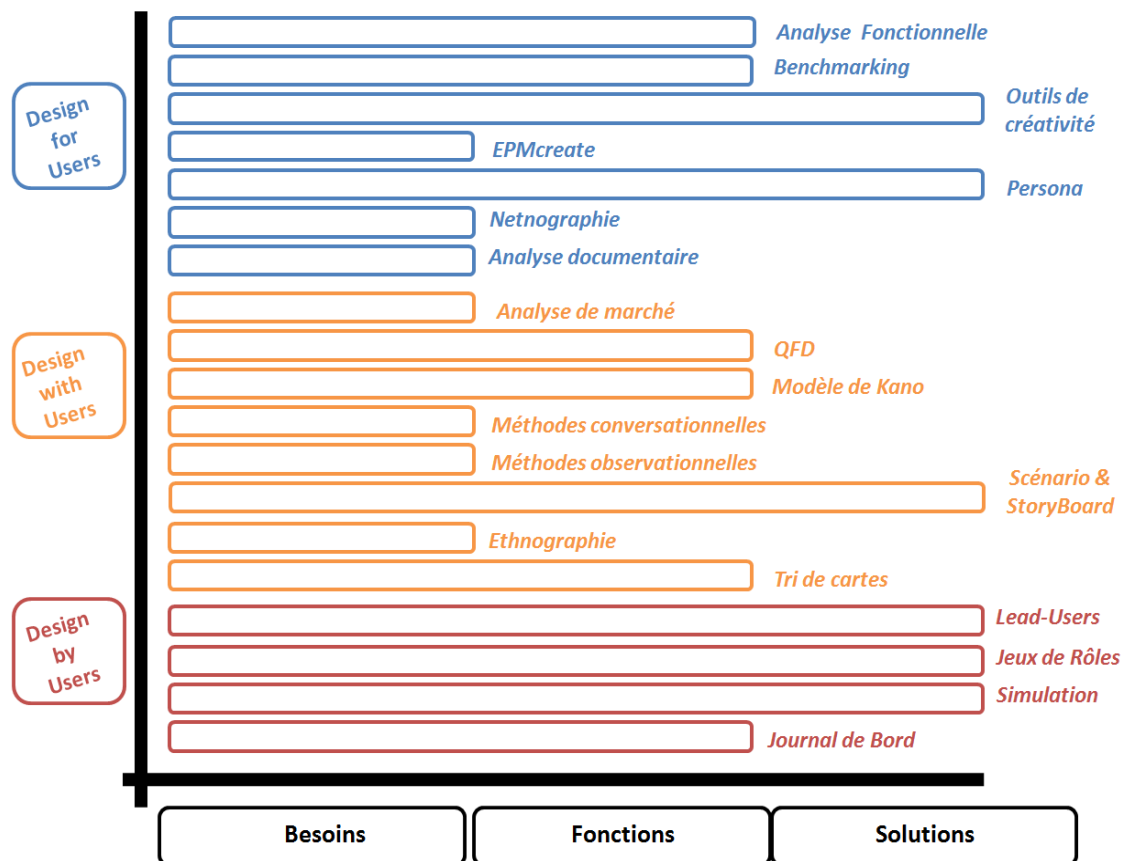 Analyse  Fonctionnelle
Benchmarking
Outils de
créativité
Design
for
Users
EPMcreate
Persona
Netnographie
Analyse documentaire
Analyse de marché
QFD
Design
with
Users
Modèle de Kano
Méthodes conversationnelles
Méthodes observationnelles
Scénario &
StoryBoard
Ethnographie
Tri de cartes
Design
by
Users
Lead-Users
Jeux de Rôles
Simulation
Journal de Bord
Besoins
Fonctions
Solutions